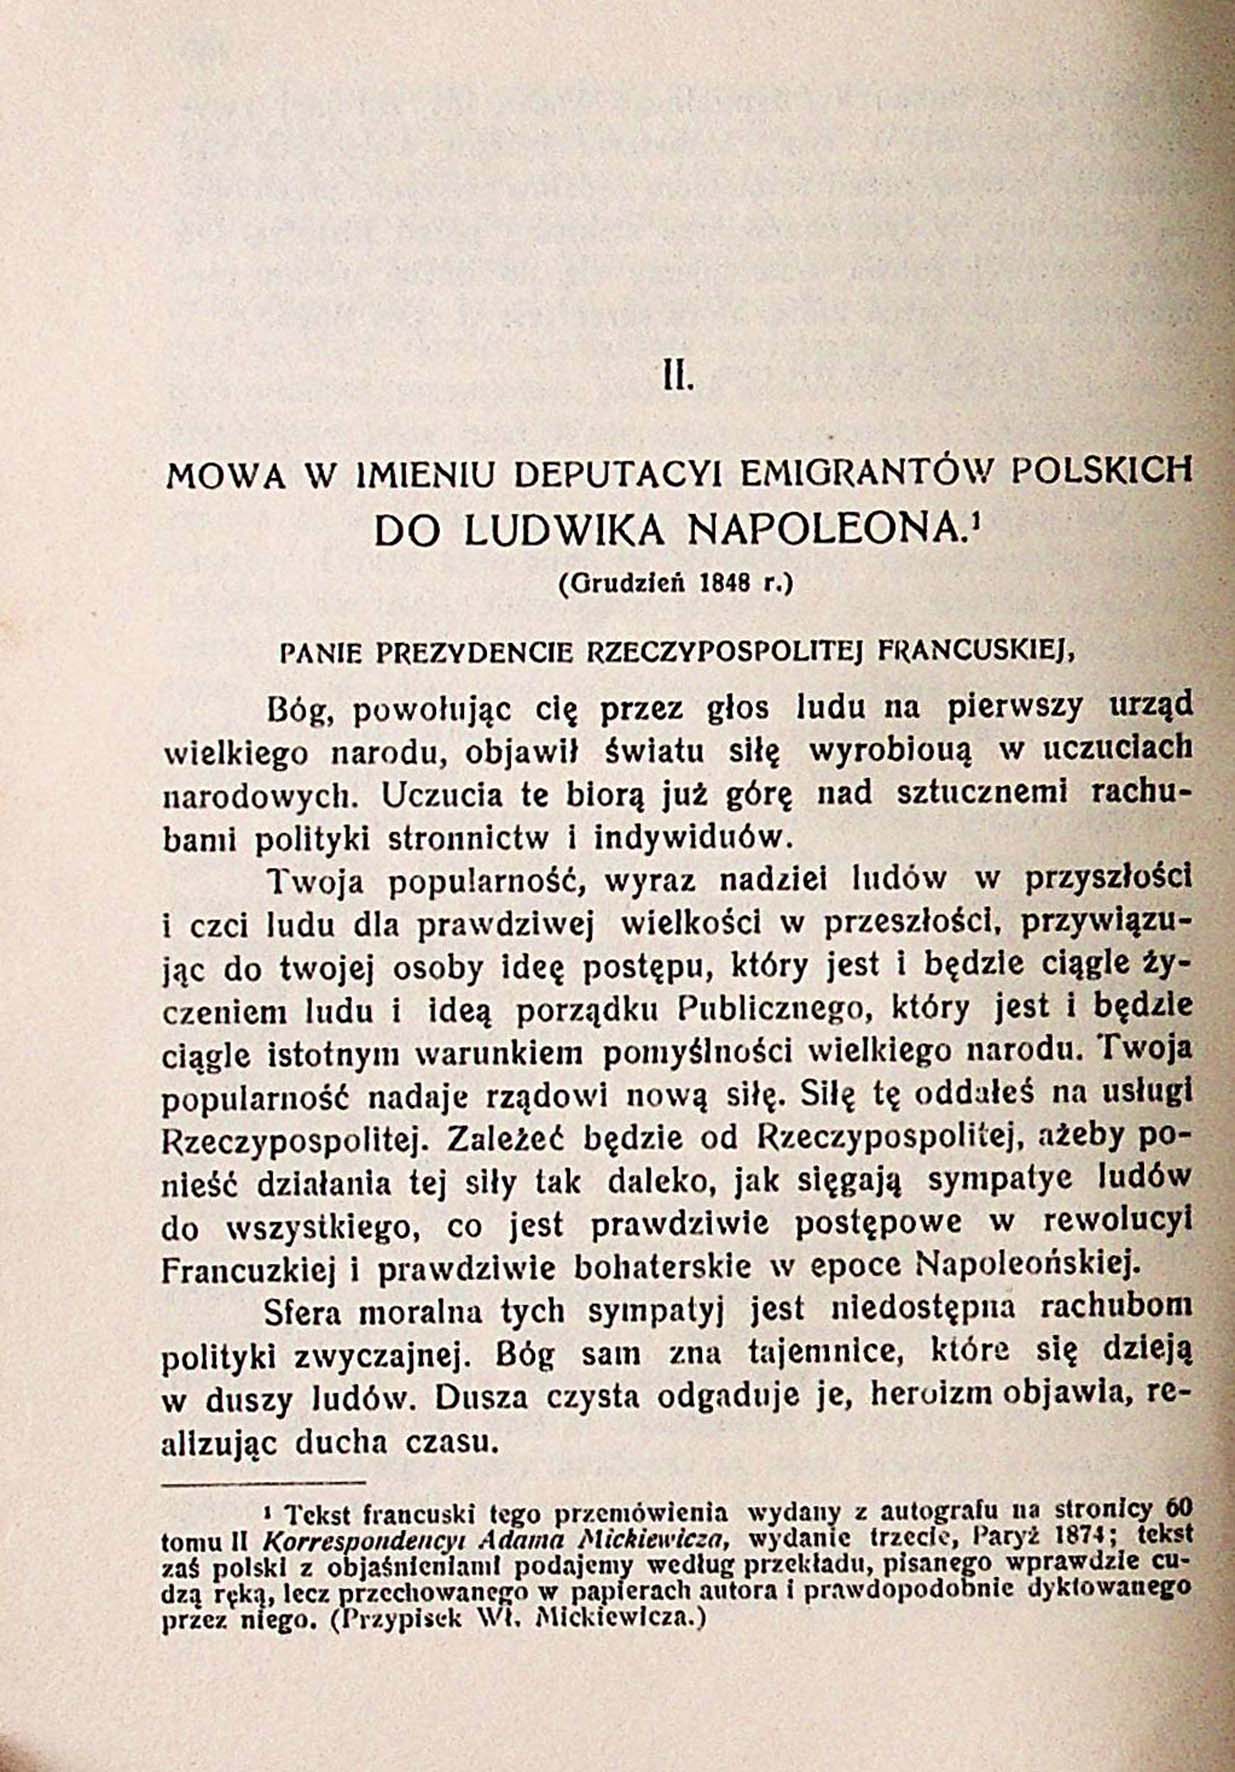 II.
MOWA W IMIENIU DEPUTACYI EMIGRANTÓW POLSKICH
DO LUDWIKA NAPOLEONA.¹
(Grudzień 1848 r.)
PANIE PREZYDENCIE RZECZYPOSPOLITEJ FRANCUSKIEJ,
Bóg, powołując cię przez głos ludu na pierwszy urząd
wielkiego narodu, objawił światu siłę wyrobioną w uczuciach
narodowych. Uczucia te biorą już górę nad sztucznemi rachu-
bami polityki stronnictw i indywiduów.
Twoja popularność, wyraz nadziei ludów w przyszłości
i czci ludu dla prawdziwej wielkości w przeszłości, przywiązu-
jąc do twojej osoby ideę postępu, który jest i będzie ciągle ży-
czeniem ludu i ideą porządku Publicznego, który jest i będzie
ciągle istotnym warunkiem pomyślności wielkiego narodu. Twoja
popularność nadaje rządowi nową siłę. Siłę tę oddałeś na usługi
Rzeczypospolitej. Zależeć będzie od Rzeczypospolitej, ażeby po-
nieść działania tej siły tak daleko, jak sięgają sympatye ludów
do wszystkiego, co jest prawdziwie postępowe w rewolucyi
Francuzkiej i prawdziwie bohaterskie w epoce Napoleońskiej.
Sfera moralna tych sympatyj jest niedostępna rachubom
polityki zwyczajnej. Bóg sam zna tajemnice, które się dzieją
w duszy ludów. Dusza czysta odgaduje je, heroizm objawia, re-
alizując ducha czasu.
¹ Tekst francuski tego przemówienia wydany z autografu na stronicy 60
tomu II Korrespondencyi Adama Mickiewicza, wydanie trzecie, Paryż 1874; tekst
zaś polski z objaśnieniami podajemy według przekładu, pisanego wprawdzie cu-
dzą ręką, lecz przechowanego w papierach autora i prawdopodobnie dyktowanego
przez niego. (Przypisek Wł. Mickiewicza.)